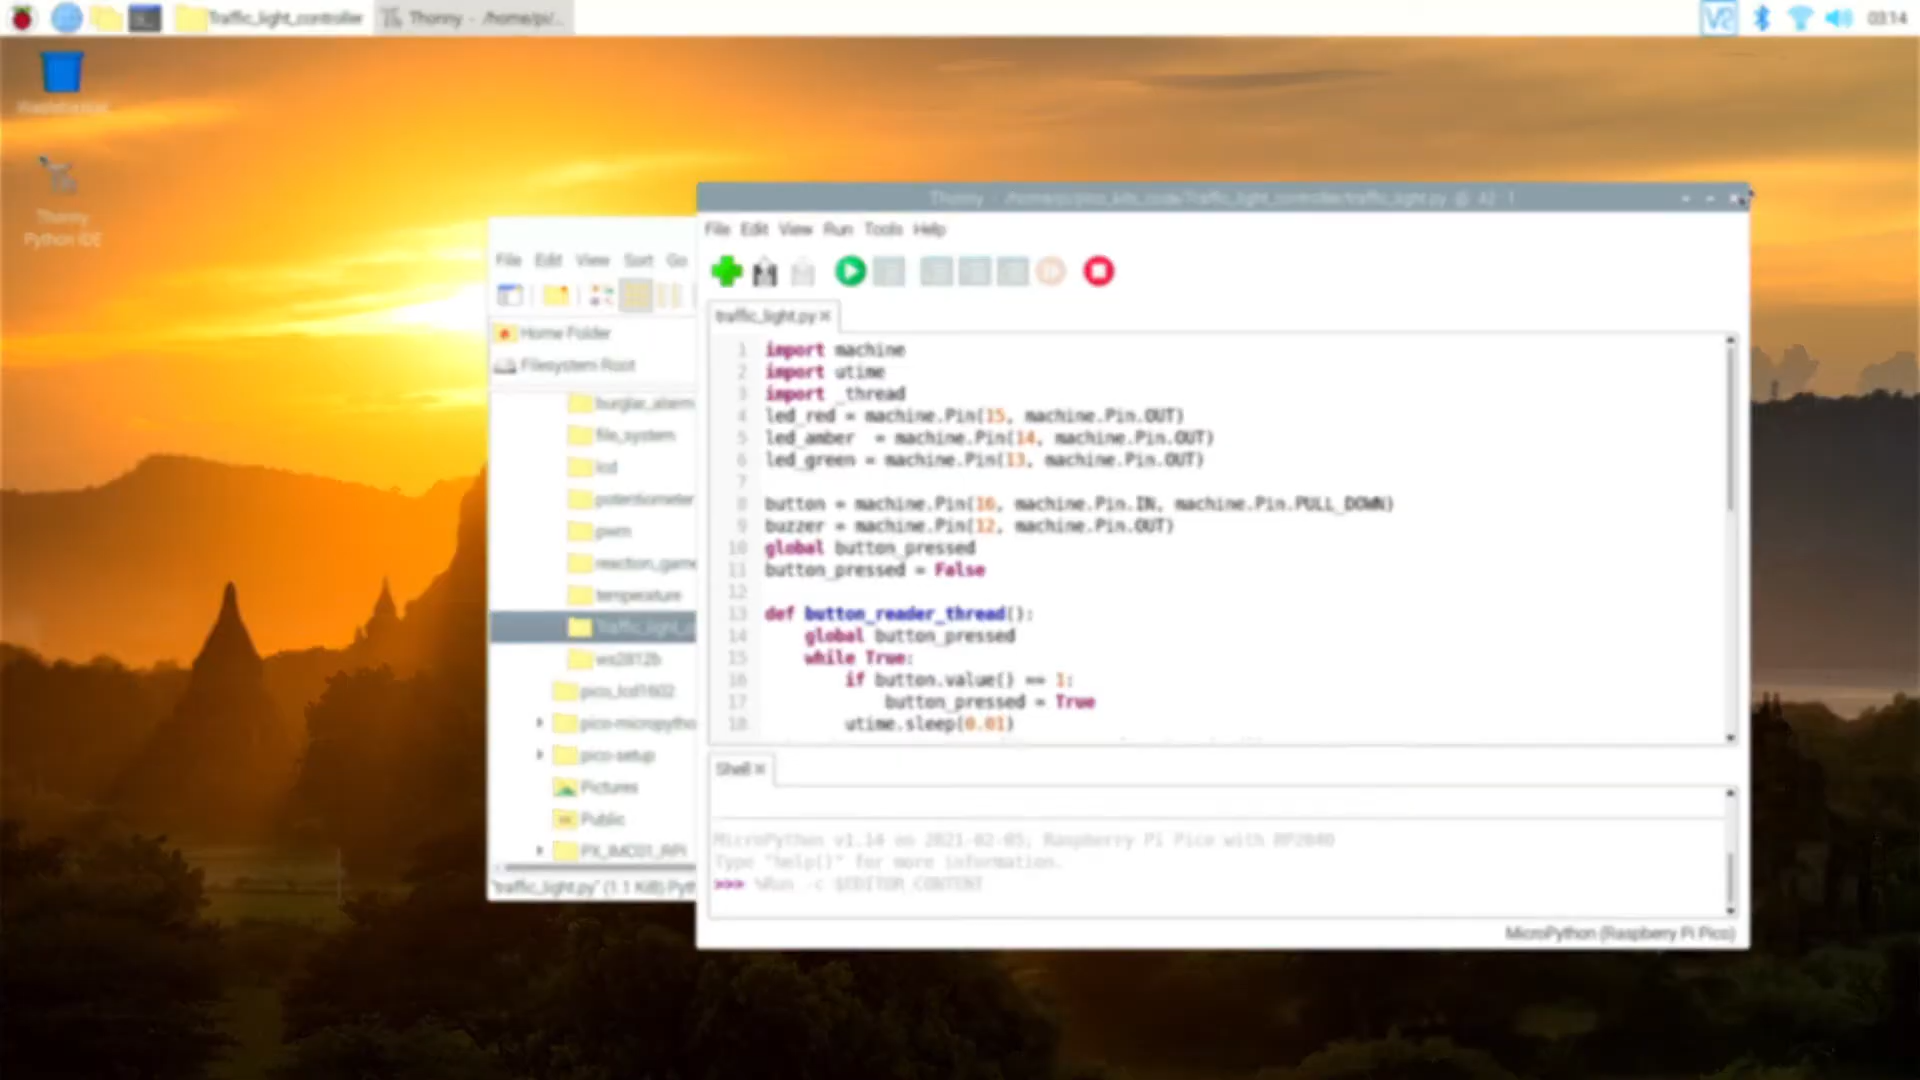 Traffic_light_controller
Thonny - /home/pi/...
V2
03:14
Wastebasket
Thonny
Python IDE
Thonny - /home/pi/pico_kits_code/Traffic_light_controller/traffic_light.py @ 42 : 1
File Edit View Run Tools Help
File Edit View Sort Go
traffic_light.py
Home Folder
Filesystem Root
burglar_alarm
file_system
lcd
potentiometer
pwm
reaction_game
temperature
Traffic_light_c
ws2812b
pico_lcd1602
pico-micropytho
pico-setup
Pictures
Public
PX_IMC01_RPI
"traffic_light.py" (1.1 KiB) Pyth
1 import machine
2 import utime
3 import _thread
4 led_red = machine.Pin(15, machine.Pin.OUT)
5 led_amber  = machine.Pin(14, machine.Pin.OUT)
6 led_green = machine.Pin(13, machine.Pin.OUT)
7
8 button = machine.Pin(16, machine.Pin.IN, machine.Pin.PULL_DOWN)
9 buzzer = machine.Pin(12, machine.Pin.OUT)
10 global button_pressed
11 button_pressed = False
12
13 def button_reader_thread():
14     global button_pressed
15     while True:
16         if button.value() == 1:
17             button_pressed = True
18         utime.sleep(0.01)
Shell
MicroPython v1.14 on 2021-02-05; Raspberry Pi Pico with RP2040
Type "help()" for more information.
>>> %Run -c $EDITOR_CONTENT
MicroPython (Raspberry Pi Pico)